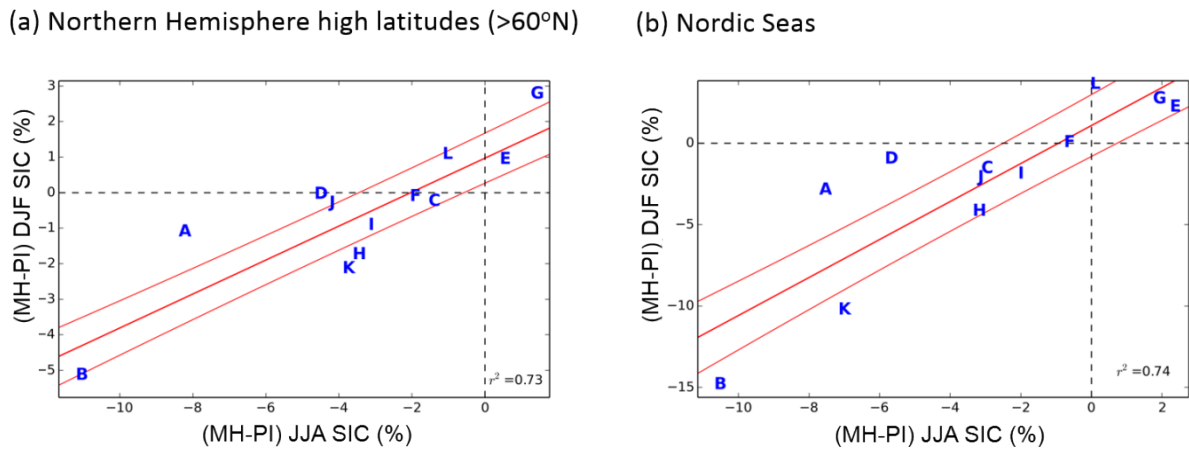 (a) Northern Hemisphere high latitudes (>60°N)
(MH-PI) DJF SIC (%)
3
2
1
0
−1
−2
−3
−4
−5
G
L
E
D
J
F
C
A
I
H
K
B
r² =0.73
−10 −8 −6 −4 −2 0
(MH-PI) JJA SIC (%)
(b) Nordic Seas
(MH-PI) DJF SIC (%)
0
−5
−10
−15
L
G
E
F
D
C
J
I
A
H
K
B
r² =0.74
−10 −8 −6 −4 −2 0 2
(MH-PI) JJA SIC (%)